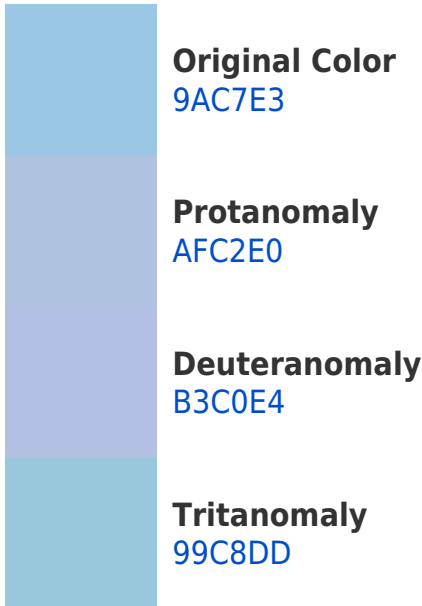 Original Color
9AC7E3
Protanomaly
AFC2E0
Deuteranomaly
B3C0E4
Tritanomaly
99C8DD